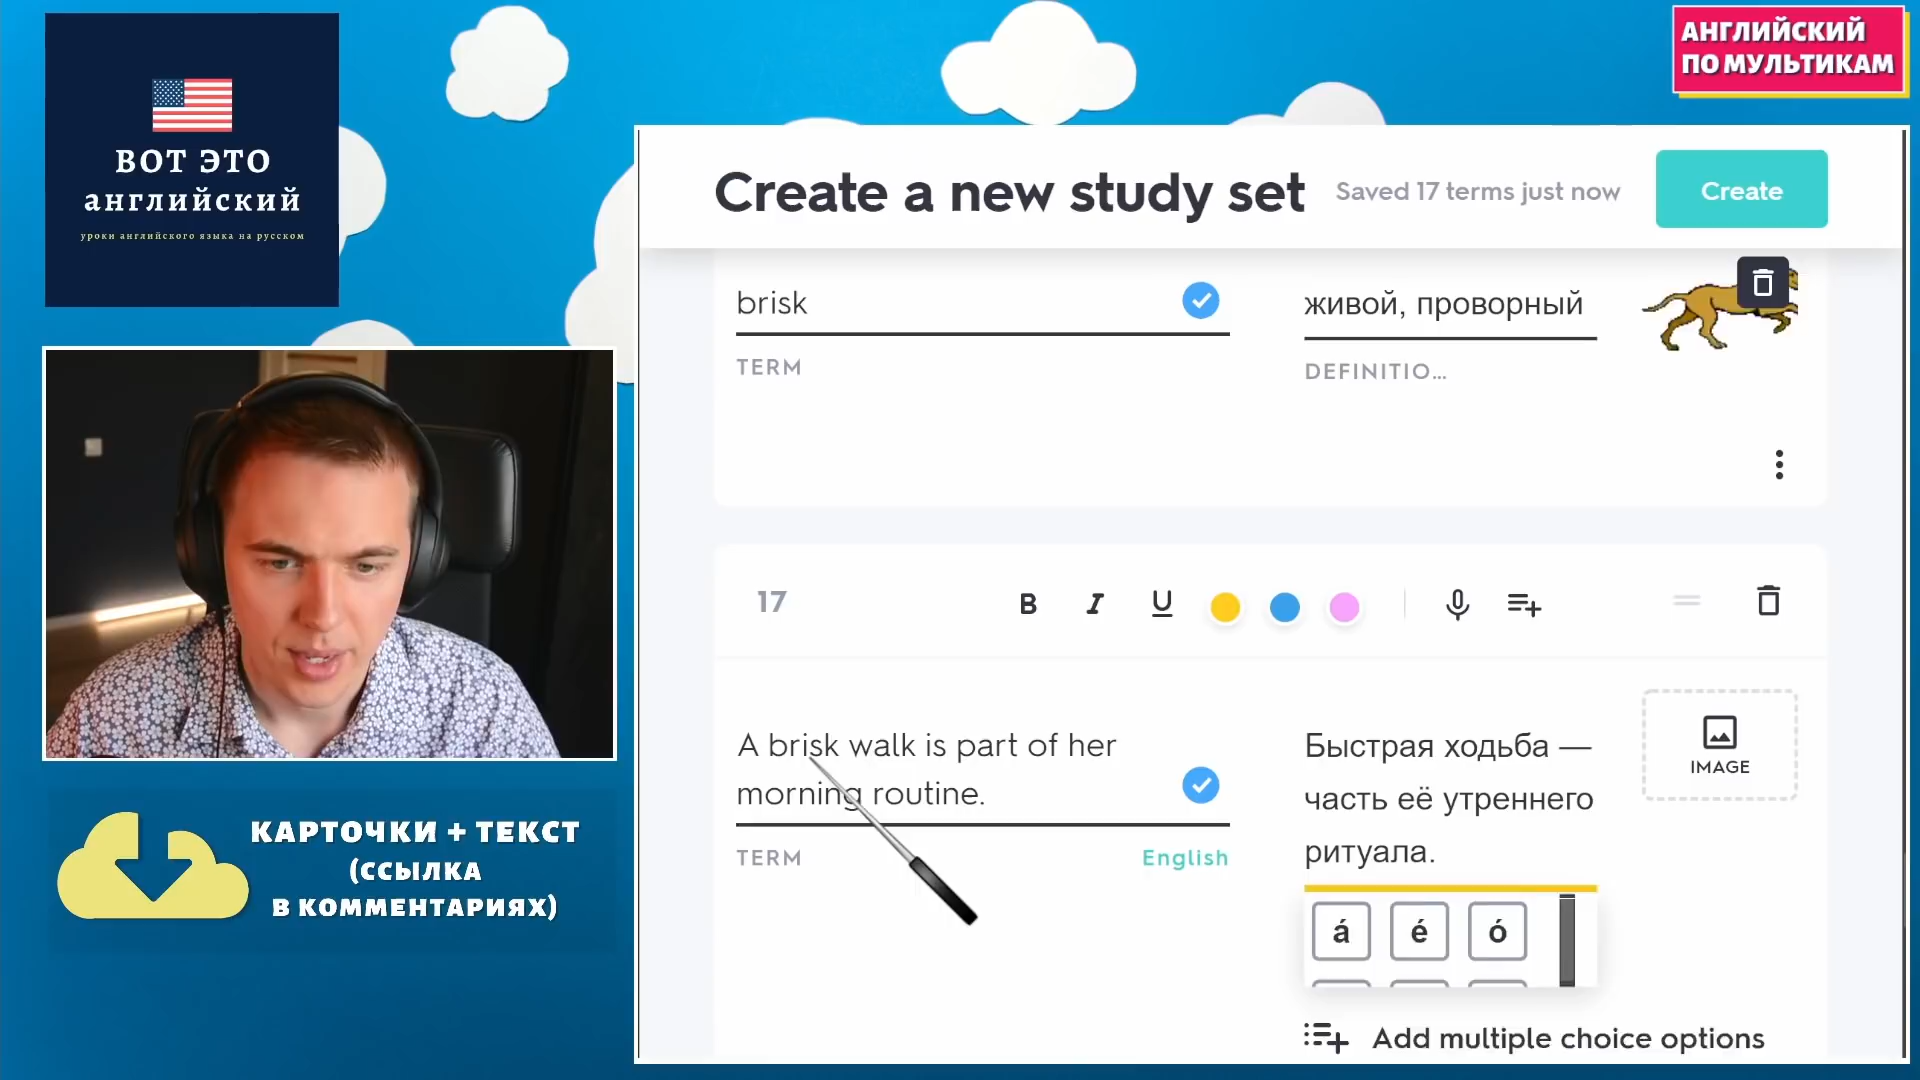 ВОТ ЭТО
английский
уроки английского языка на русском
АНГЛИЙСКИЙ
ПО МУЛЬТИКАМ
Create a new study set
Saved 17 terms just now
Create
brisk
TERM
живой, проворный
DEFINITIO...
17
B I U
A brisk walk is part of her
morning routine.
TERM
English
Быстрая ходьба —
часть её утреннего
ритуала.
IMAGE
á é ó
Add multiple choice options
КАРТОЧКИ + ТЕКСТ
(ССЫЛКА
В КОММЕНТАРИЯХ)